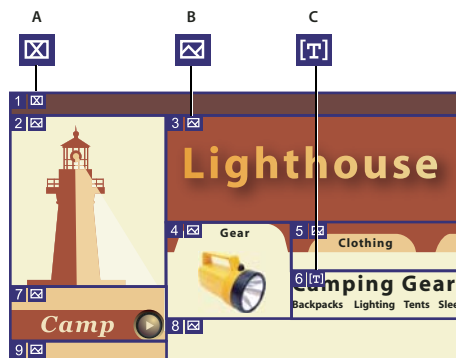 A B C
[T]
1
2
3
Lighthouse
4
Gear
5
Clothing
6 [T]
Camping Gear
Backpacks Lighting Tents
7
Camp
8
9